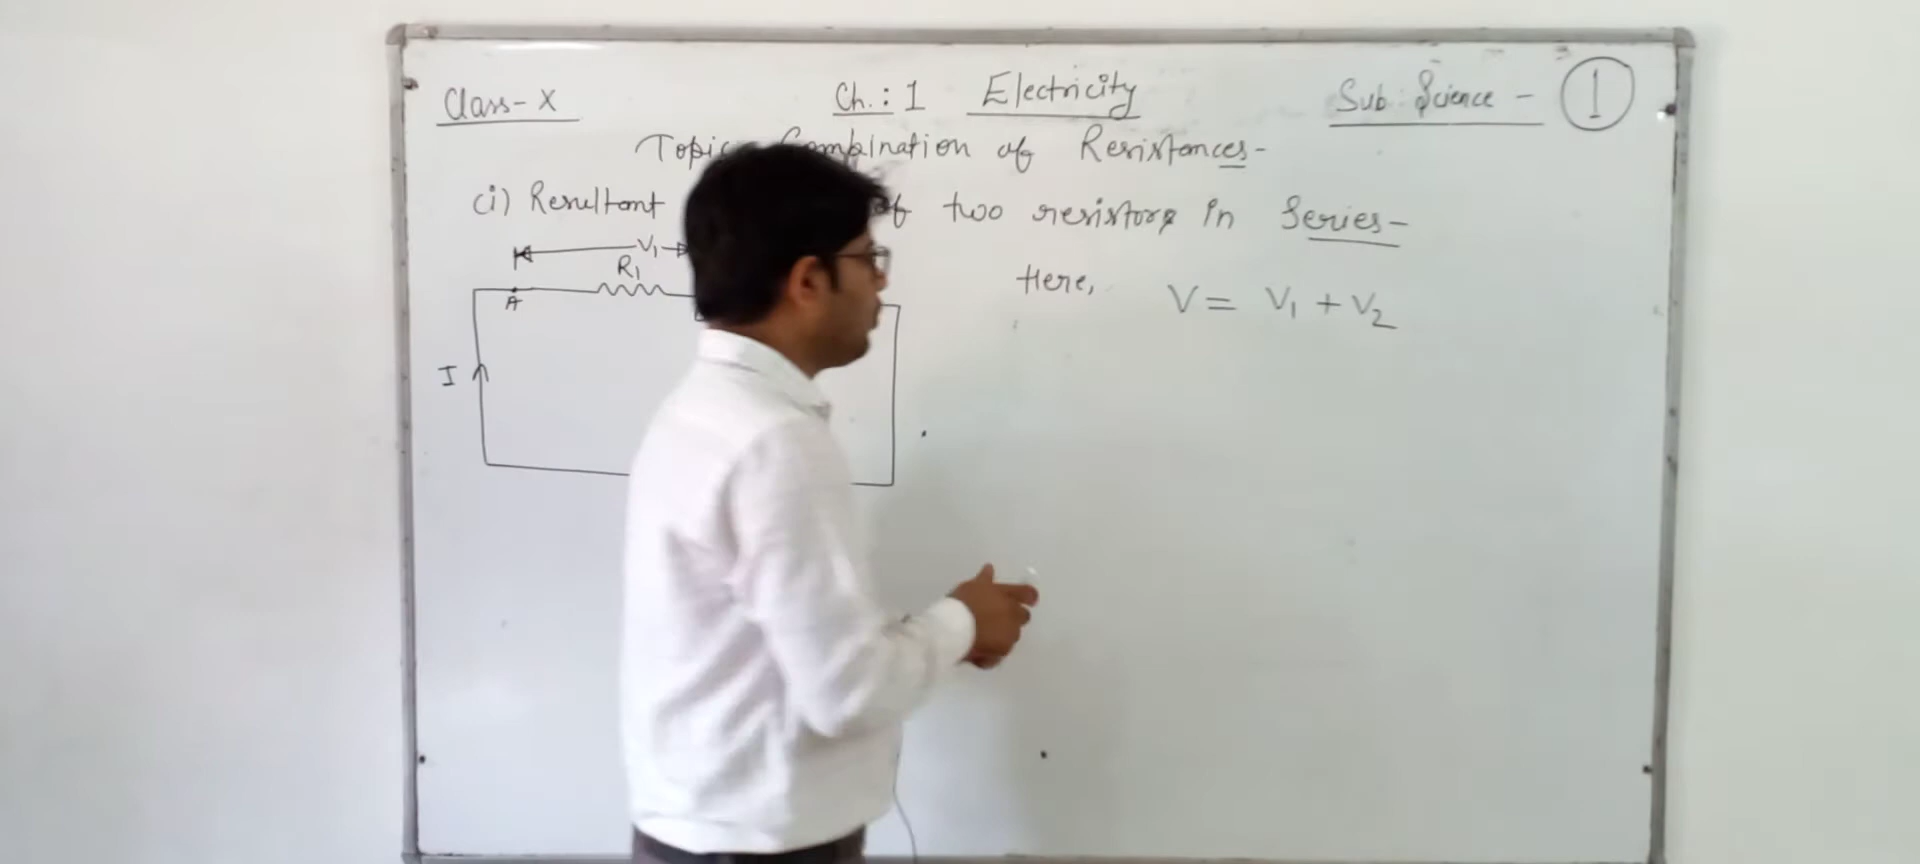 Class-X Ch.: 1 Electricity Sub: Science - 1
Topic Combination of Resistances-
(i) Resultant of two resistors in Series-
V1
R1
A
I
Here, V = V1 + V2